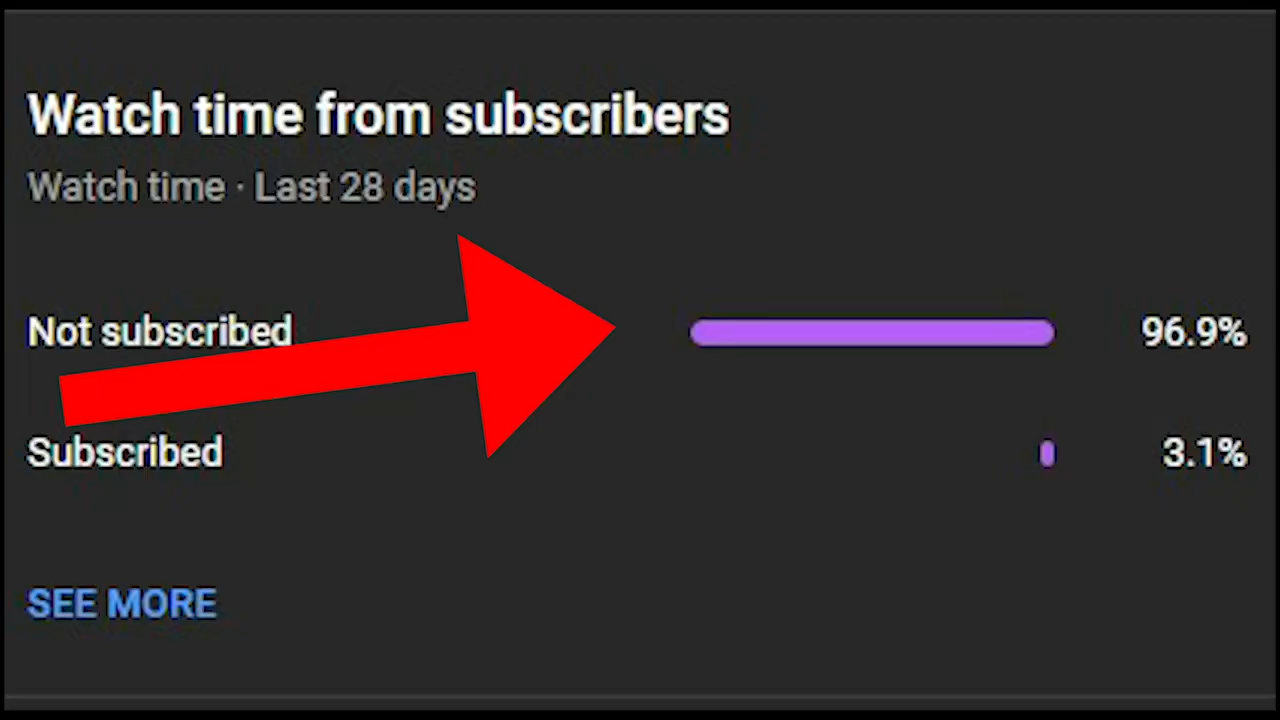 Watch time from subscribers
Watch time · Last 28 days
Not subscribed 96.9%
Subscribed 3.1%
SEE MORE